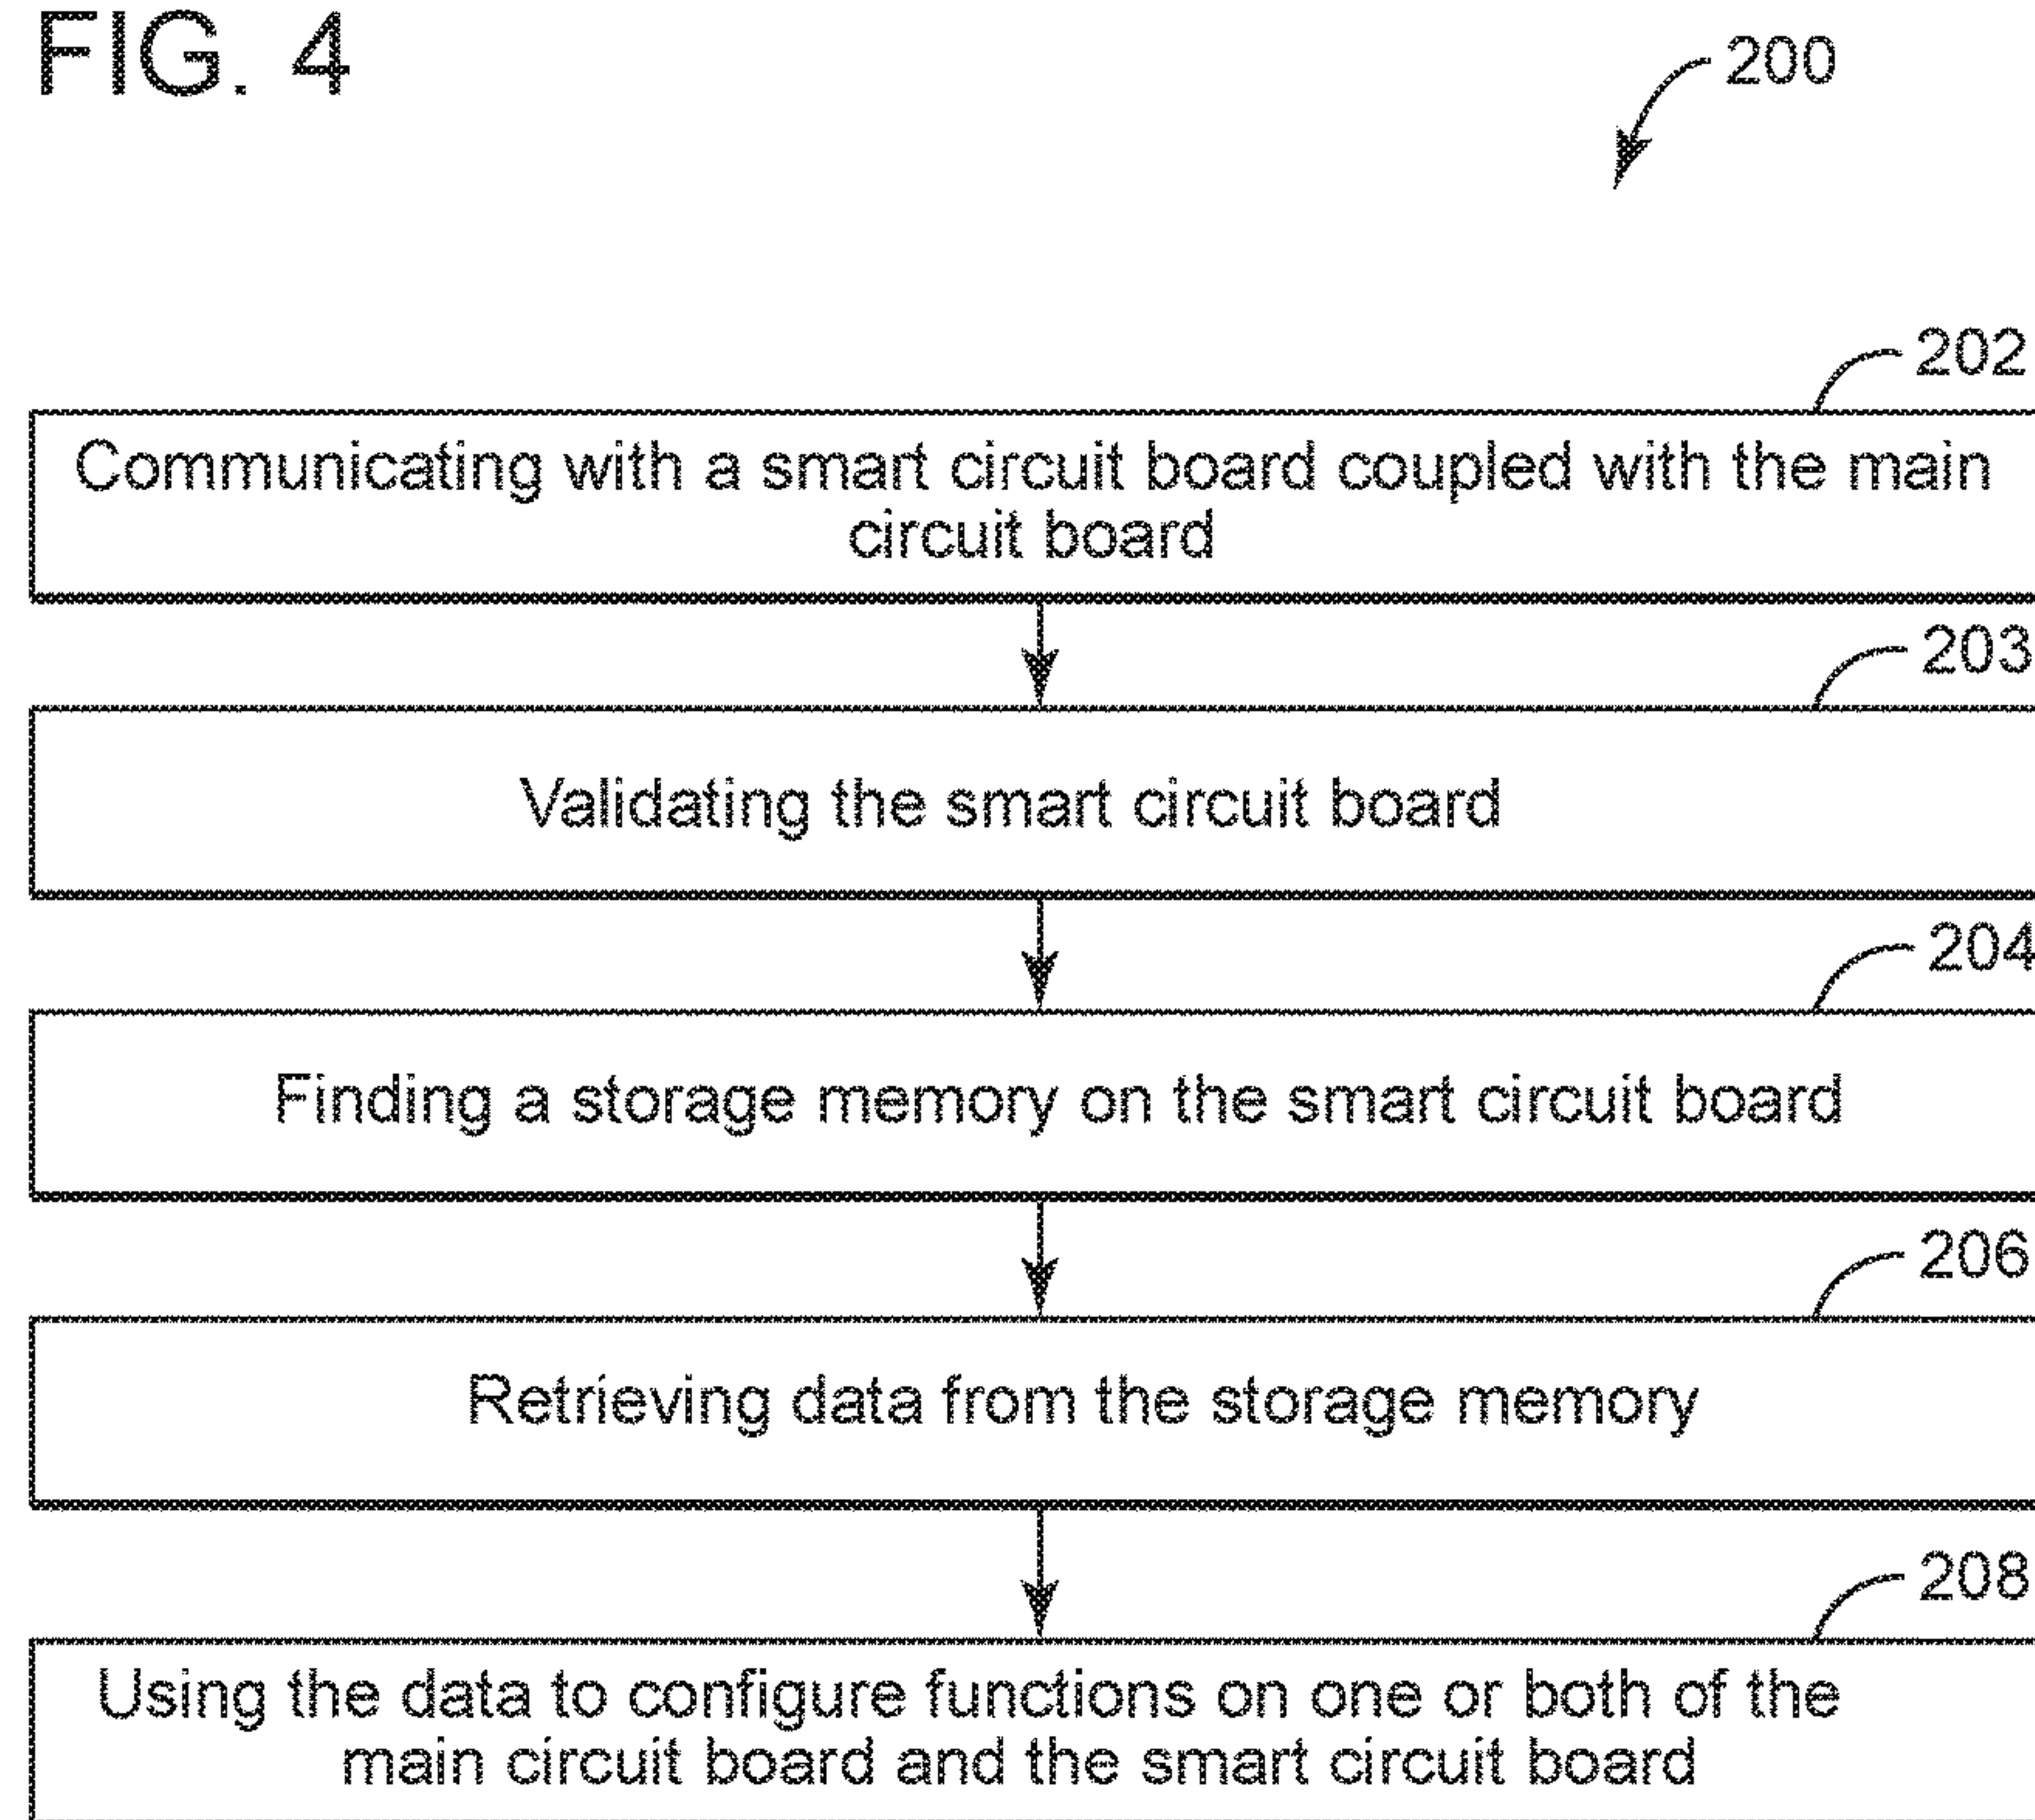 FIG. 4
200
202
Communicating with a smart circuit board coupled with the main
circuit board
203
Validating the smart circuit board
204
Finding a storage memory on the smart circuit board
206
Retrieving data from the storage memory
208
Using the data to configure functions on one or both of the
main circuit board and the smart circuit board